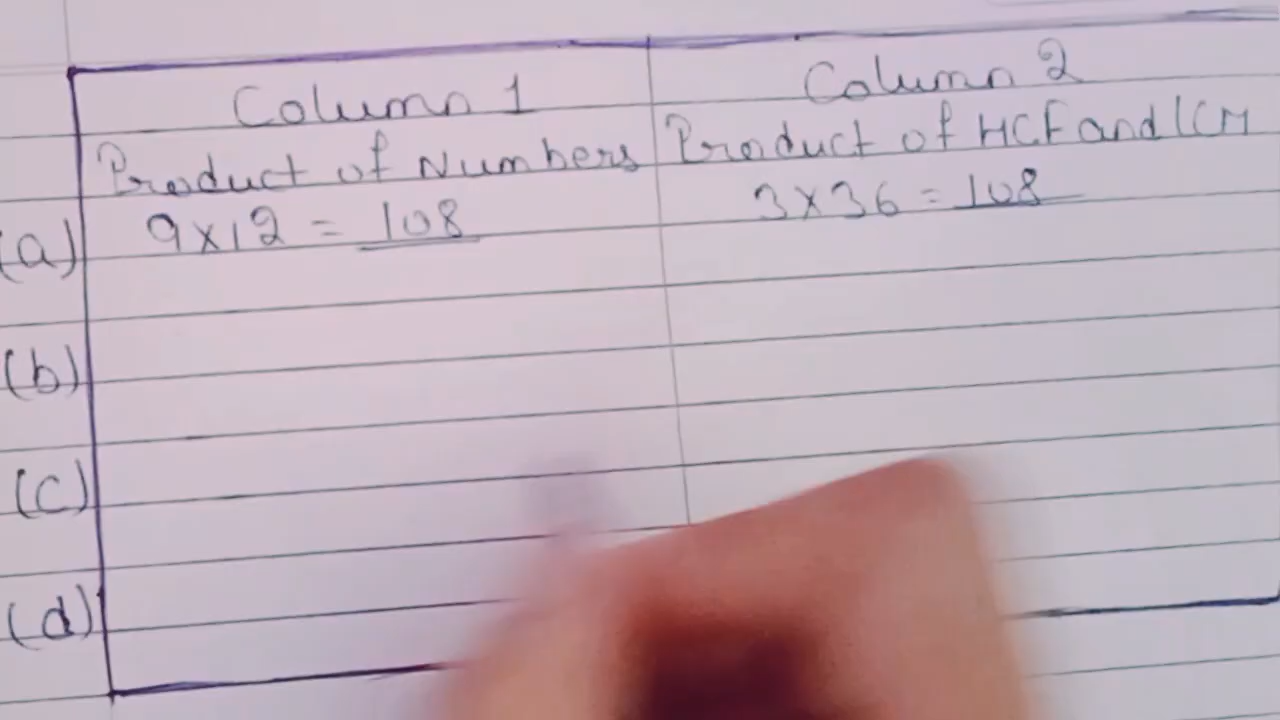 Column 1 Column 2
Product of Numbers Product of HCF and LCM
(a) 9x12 = 108 3x36 = 108
(b)
(c)
(d)